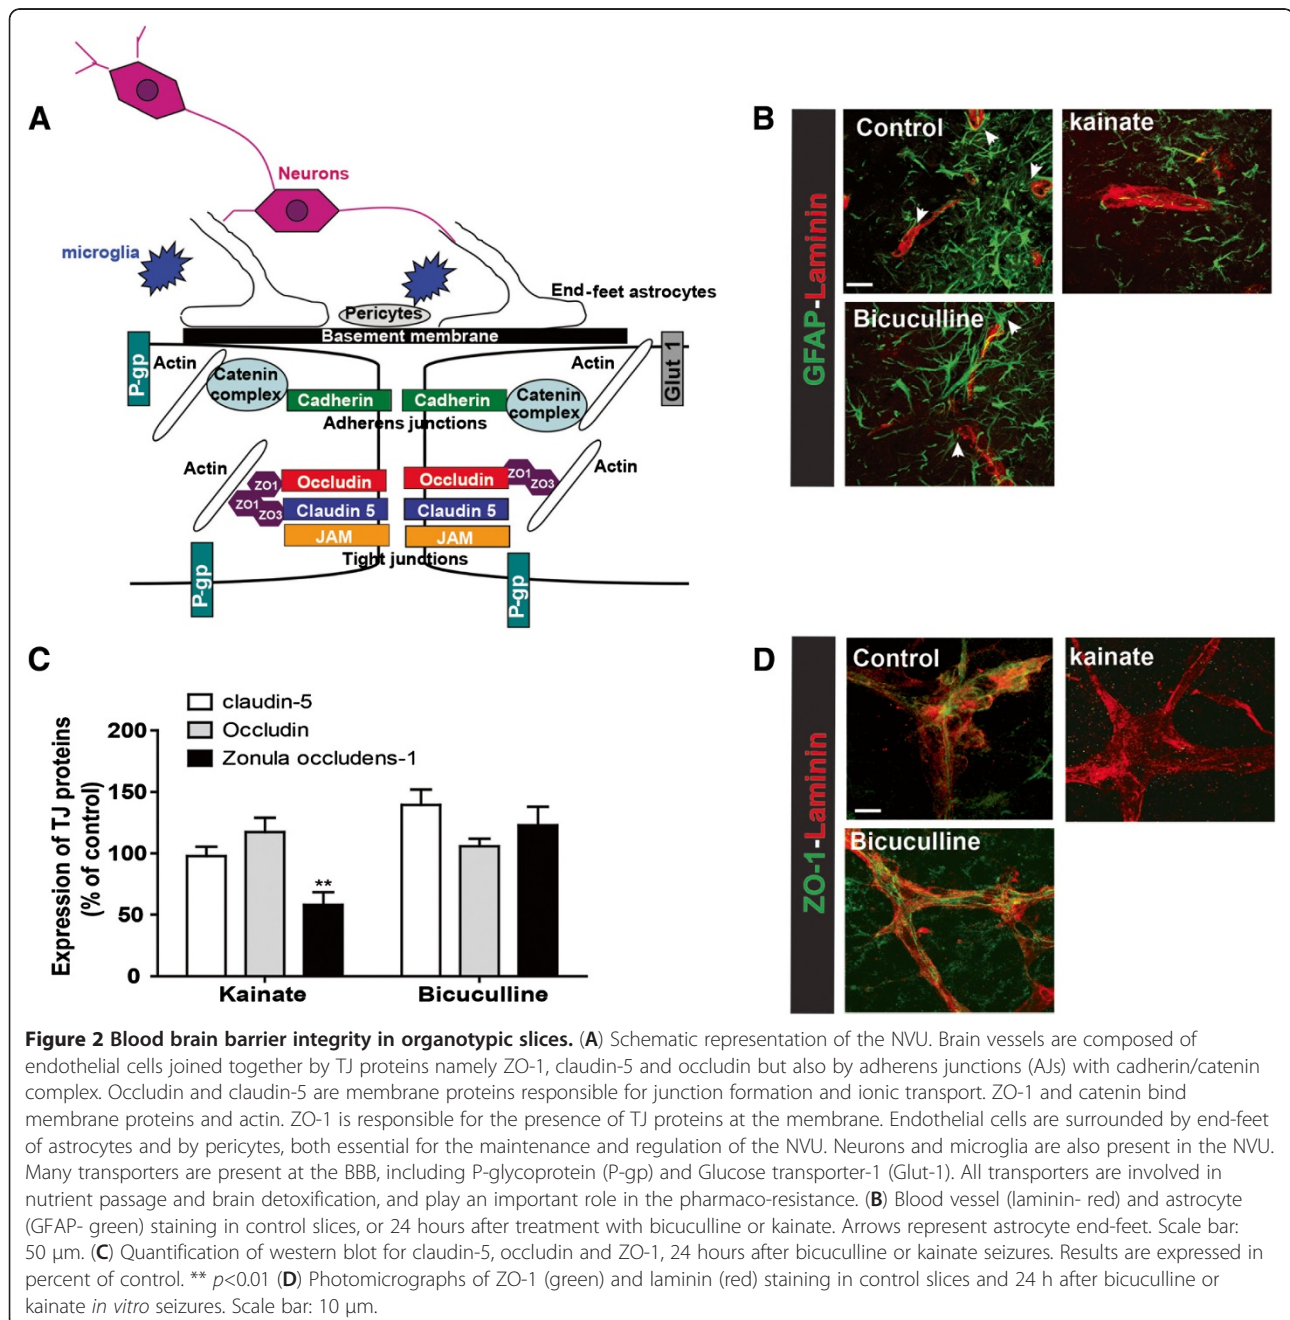 A
Neurons
microglia
End-feet astrocytes
Pericytes
Basement membrane
P-gp
Actin
Catenin
complex
Cadherin
Cadherin
Catenin
complex
Actin
Glut 1
Adherens junctions
Actin
ZO1
ZO1
ZO3
Occludin
Claudin 5
JAM
Occludin
Claudin 5
JAM
ZO1
ZO3
Actin
Tight junctions
P-gp
P-gp
B
GFAP-Laminin
Control
kainate
Bicuculline
C
claudin-5
Occludin
Zonula occludens-1
Expression of TJ proteins
(% of control)
200
150
100
50
0
**
Kainate
Bicuculline
D
ZO-1-Laminin
Control
kainate
Bicuculline
Figure 2 Blood brain barrier integrity in organotypic slices. (A) Schematic representation of the NVU. Brain vessels are composed of
endothelial cells joined together by TJ proteins namely ZO-1, claudin-5 and occludin but also by adherens junctions (AJs) with cadherin/catenin
complex. Occludin and claudin-5 are membrane proteins responsible for junction formation and ionic transport. ZO-1 and catenin bind
membrane proteins and actin. ZO-1 is responsible for the presence of TJ proteins at the membrane. Endothelial cells are surrounded by end-feet
of astrocytes and by pericytes, both essential for the maintenance and regulation of the NVU. Neurons and microglia are also present in the NVU.
Many transporters are present at the BBB, including P-glycoprotein (P-gp) and Glucose transporter-1 (Glut-1). All transporters are involved in
nutrient passage and brain detoxification, and play an important role in the pharmaco-resistance. (B) Blood vessel (laminin- red) and astrocyte
(GFAP- green) staining in control slices, or 24 hours after treatment with bicuculline or kainate. Arrows represent astrocyte end-feet. Scale bar:
50 μm. (C) Quantification of western blot for claudin-5, occludin and ZO-1, 24 hours after bicuculline or kainate seizures. Results are expressed in
percent of control. ** p<0.01 (D) Photomicrographs of ZO-1 (green) and laminin (red) staining in control slices and 24 h after bicuculline or
kainate in vitro seizures. Scale bar: 10 μm.